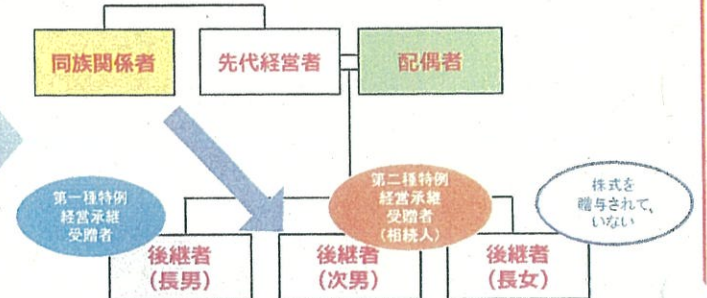 同族関係者
先代経営者
配偶者
第一種特例
経営承継
受贈者
第二種特例
経営承継
受贈者
(相続人)
株式を
贈与されて、
いない
後継者
(長男)
後継者
(次男)
後継者
(長女)